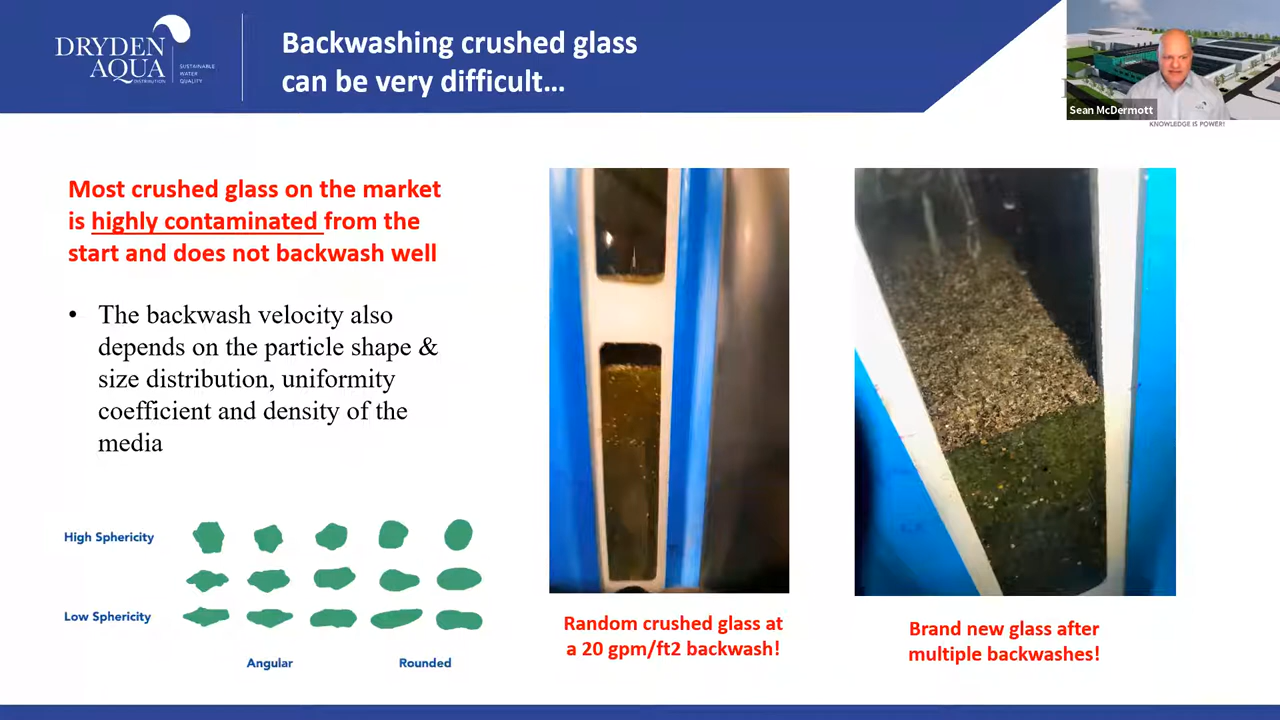 DRYDEN
AQUA
DISTRIBUTION
SUSTAINABLE
WATER
QUALITY
Backwashing crushed glass
can be very difficult…
Sean McDermott
KNOWLEDGE IS POWER!
Most crushed glass on the market
is highly contaminated from the
start and does not backwash well
• The backwash velocity also
depends on the particle shape &
size distribution, uniformity
coefficient and density of the
media
High Sphericity
Low Sphericity
Angular
Rounded
Random crushed glass at
a 20 gpm/ft2 backwash!
Brand new glass after
multiple backwashes!